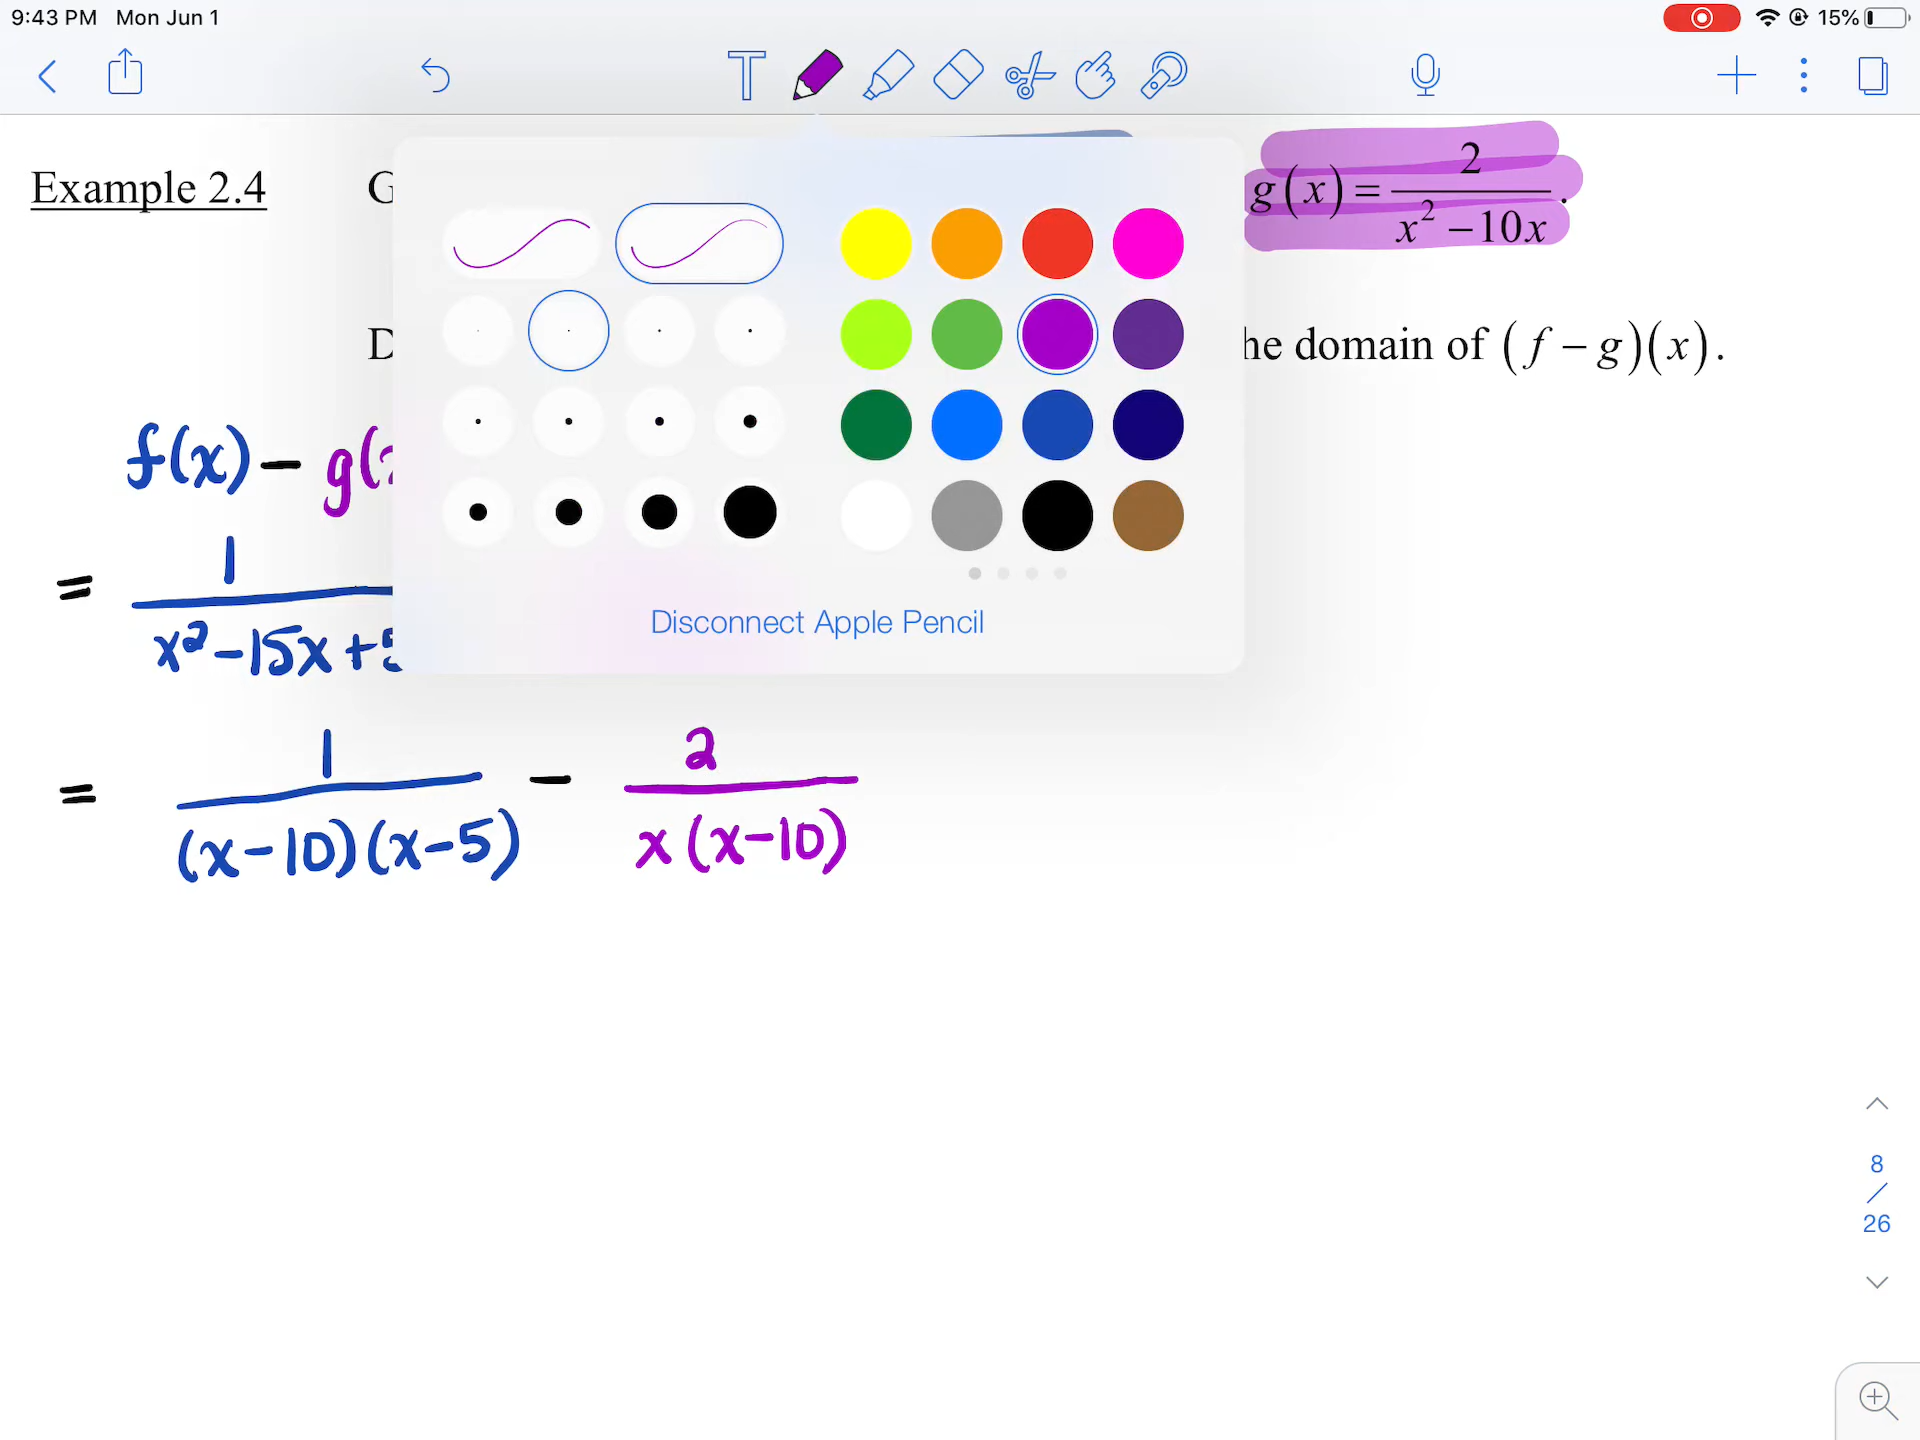 9:43 PM Mon Jun 1 15%
Example 2.4 G g(x) = 2 / (x² − 10x).
D he domain of (f − g)(x).
f(x) − g(
= 1 / x² − 15x + 5
= 1 / (x − 10)(x − 5) − 2 / x(x − 10)
Disconnect Apple Pencil
8
/
26